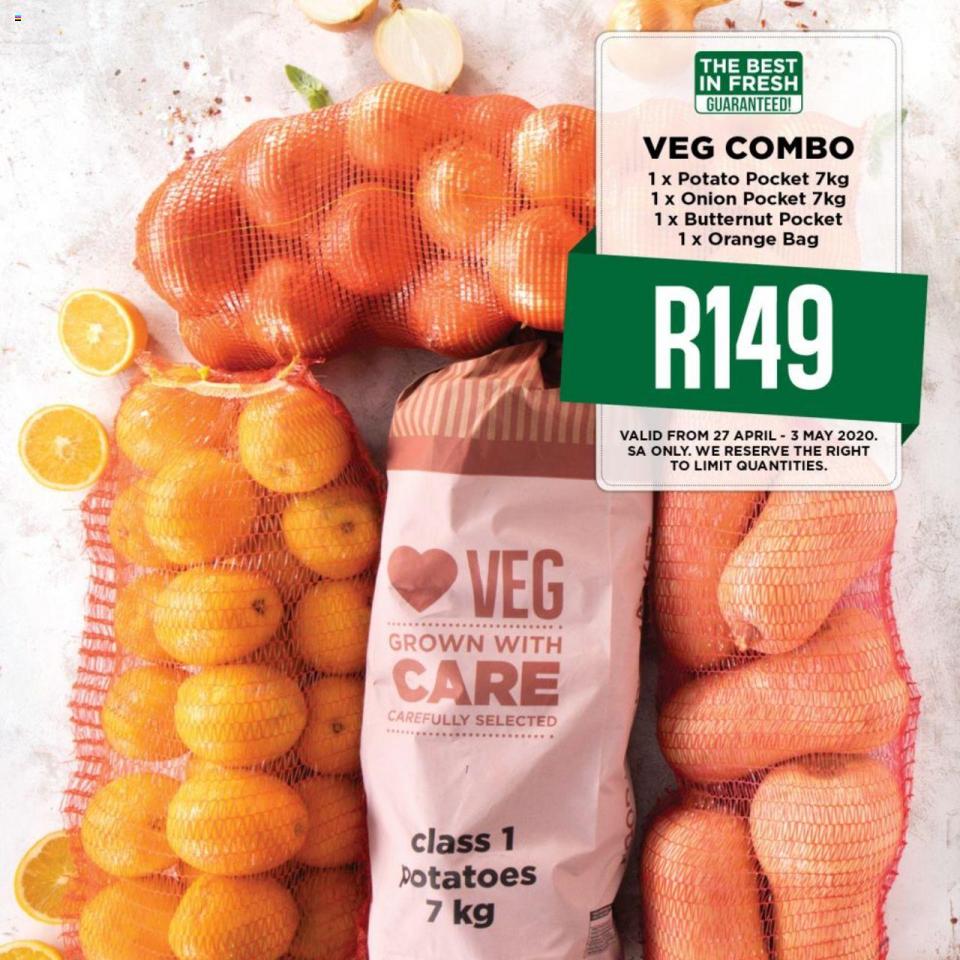 THE BEST
IN FRESH
GUARANTEED!
VEG COMBO
1 x Potato Pocket 7kg
1 x Onion Pocket 7kg
1 x Butternut Pocket
1 x Orange Bag
R149
VALID FROM 27 APRIL - 3 MAY 2020.
SA ONLY. WE RESERVE THE RIGHT
TO LIMIT QUANTITIES.
VEG
GROWN WITH
CARE
CAREFULLY SELECTED
class 1
potatoes
7 kg